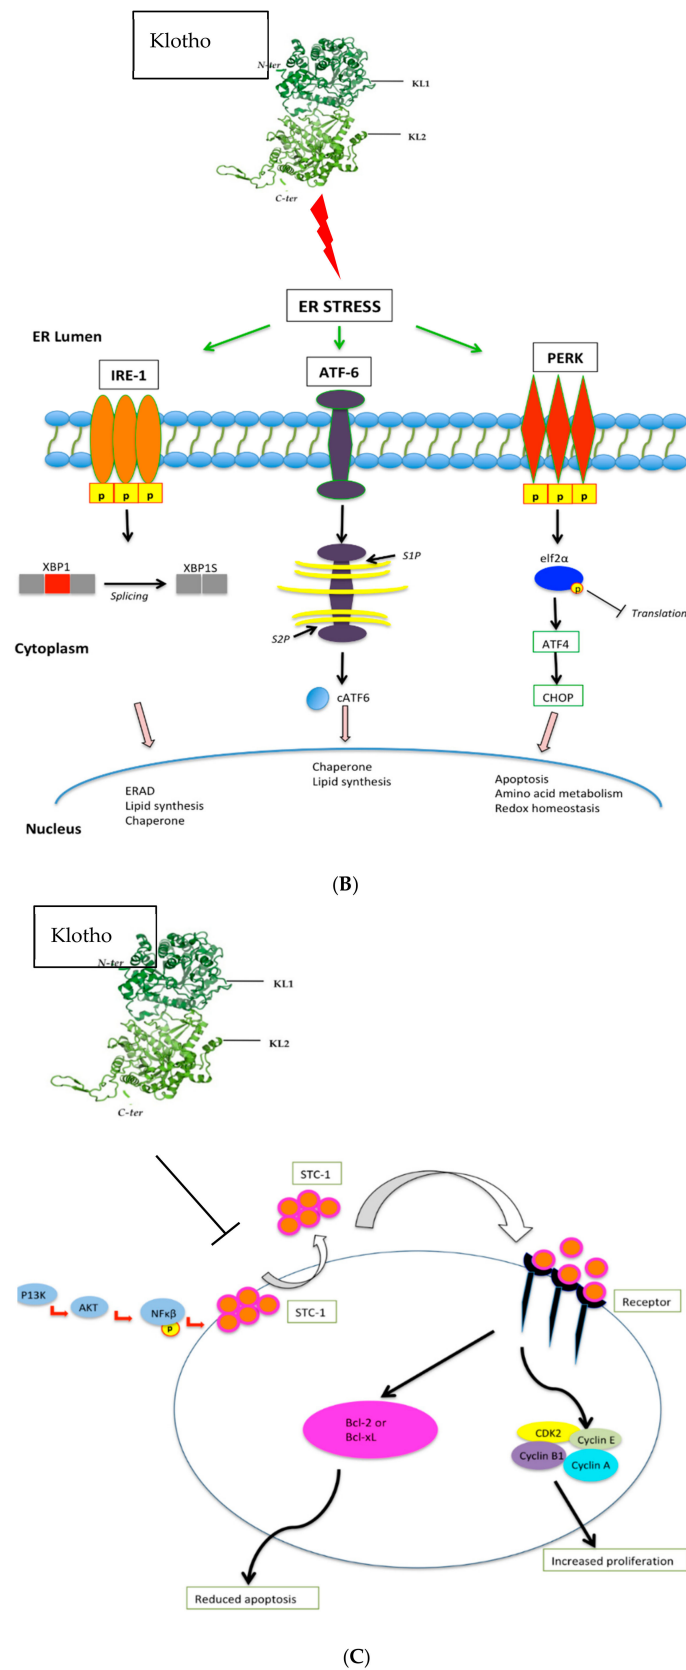 Klotho
N-ter
KL1
KL2
C-ter
ER STRESS
ER Lumen
IRE-1
ATF-6
PERK
p p p
p p p
XBP1
XBP1S
Splicing
S1P
S2P
eIf2α
p
Translation
Cytoplasm
ATF4
cATF6
CHOP
ERAD
Lipid synthesis
Chaperone
Chaperone
Lipid synthesis
Apoptosis
Amino acid metabolism
Redox homeostasis
Nucleus
(B)
Klotho
N-ter
KL1
KL2
C-ter
STC-1
P13K
AKT
NFκβ
p
STC-1
Receptor
Bcl-2 or
Bcl-xL
CDK2
Cyclin E
Cyclin B1
Cyclin A
Increased proliferation
Reduced apoptosis
(C)